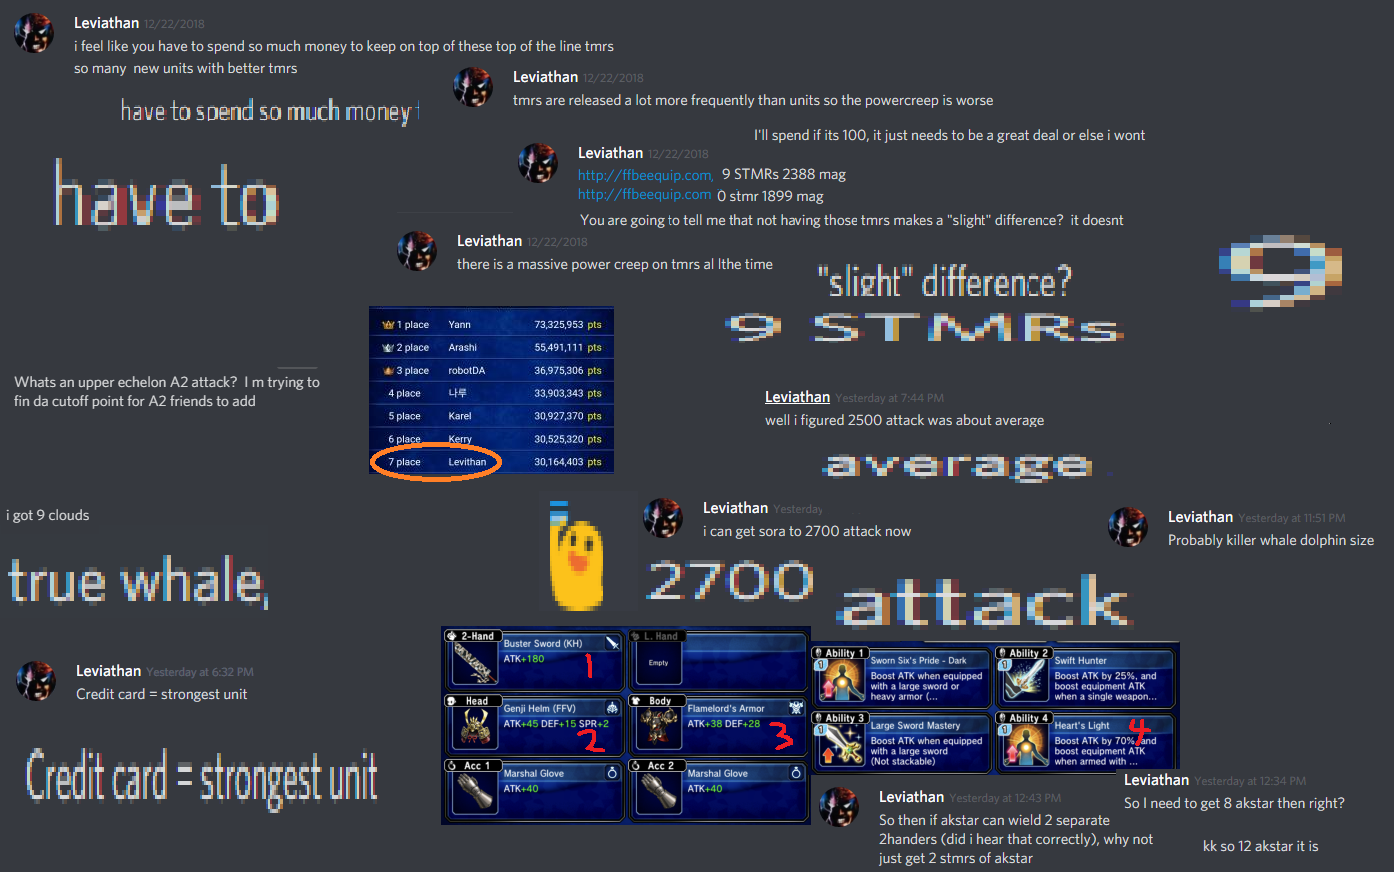 Leviathan 12/22/2018
i feel like you have to spend so much money to keep on top of these top of the line tmrs
so many new units with better tmrs
have to spend so much money
have to
Leviathan 12/22/2018
tmrs are released a lot more frequently than units so the powercreep is worse
I'll spend if its 100, it just needs to be a great deal or else i wont
Leviathan 12/22/2018
http://ffbeequip.com, 9 STMRs 2388 mag
http://ffbeequip.com 0 stmr 1899 mag
You are going to tell me that not having those tmrs makes a "slight" difference? it doesnt
Leviathan 12/22/2018
there is a massive power creep on tmrs al lthe time
"slight" difference?
9
9 STMRs
1 place Yann 73,325,953 pts
2 place Arashi 55,491,111 pts
3 place robotDA 36,975,306 pts
4 place 나루 33,903,343 pts
5 place Karel 30,927,370 pts
6 place Kerry 30,525,320 pts
7 place Levithan 30,164,403 pts
Whats an upper echelon A2 attack? I m trying to
fin da cutoff point for A2 friends to add
Leviathan Yesterday at 7:44 PM
well i figured 2500 attack was about average
average
i got 9 clouds
true whale,
Leviathan Yesterday
i can get sora to 2700 attack now
2700 attack
Leviathan Yesterday at 11:51 PM
Probably killer whale dolphin size
Leviathan Yesterday at 6:32 PM
Credit card = strongest unit
Credit card = strongest unit
2-Hand
Buster Sword (KH)
ATK+180
1
L. Hand
Empty
Head
Genji Helm (FFV)
ATK+45 DEF+15 SPR+2
2
Body
Flamelord's Armor
ATK+38 DEF+28
3
Acc 1
Marshal Glove
ATK+40
Acc 2
Marshal Glove
ATK+40
Ability 1
1
Sworn Six's Pride - Dark
Boost ATK when equipped
with a large sword or
heavy armor (...
Ability 2
1
Swift Hunter
Boost ATK by 25%, and
boost equipment ATK
when a single weapon...
Ability 3
1
Large Sword Mastery
Boost ATK when equipped
with a large sword
(Not stackable)
Ability 4
1
Heart's Light
4
Boost ATK by 70% and
boost equipment ATK
when armed with ...
Leviathan Yesterday at 12:43 PM
So then if akstar can wield 2 separate
2handers (did i hear that correctly), why not
just get 2 stmrs of akstar
Leviathan Yesterday at 12:34 PM
So I need to get 8 akstar then right?
kk so 12 akstar it is